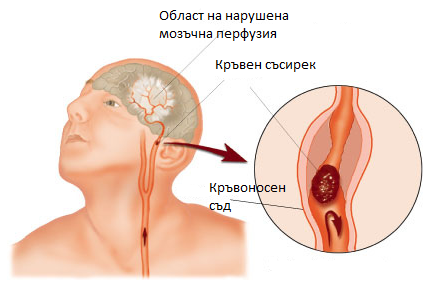 Област на нарушена
мозъчна перфузия
Кръвен съсирек
Кръвоносен
съд